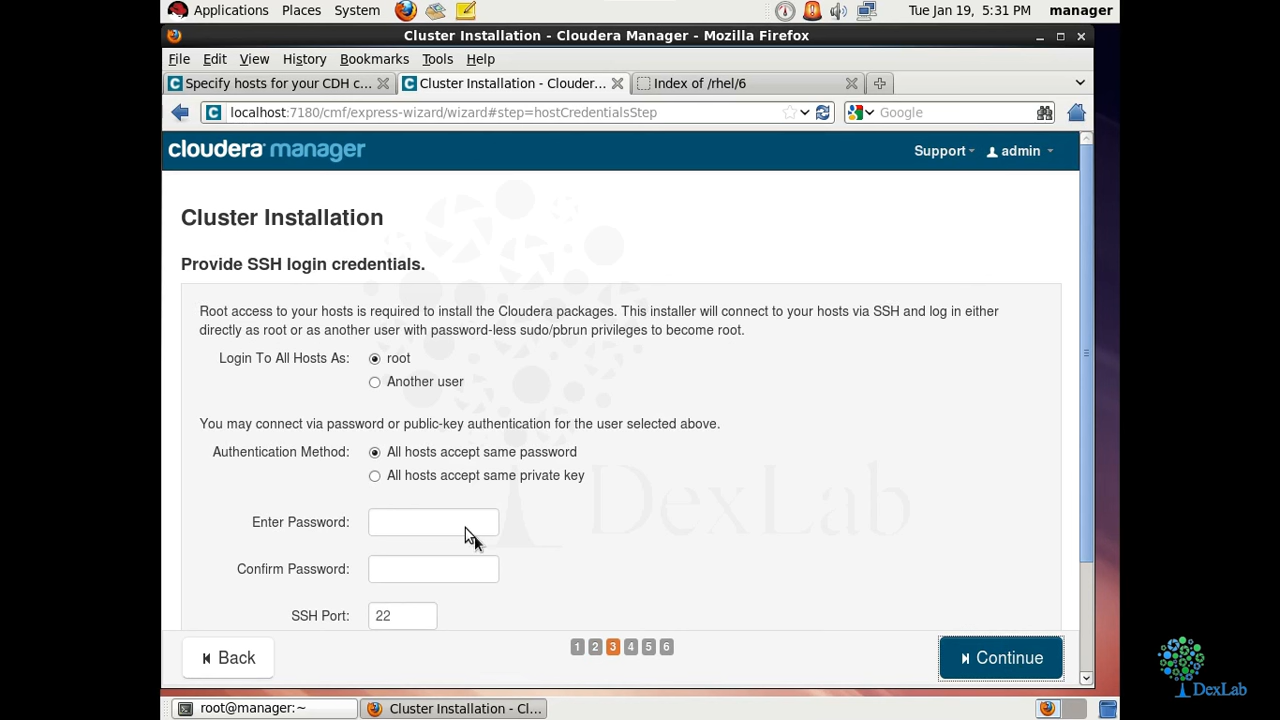 Applications Places System Tue Jan 19, 5:31 PM manager
Cluster Installation - Cloudera Manager - Mozilla Firefox
File Edit View History Bookmarks Tools Help
Specify hosts for your CDH c... Cluster Installation - Clouder... Index of /rhel/6
localhost:7180/cmf/express-wizard/wizard#step=hostCredentialsStep Google
cloudera manager Support admin
Cluster Installation
Provide SSH login credentials.
Root access to your hosts is required to install the Cloudera packages. This installer will connect to your hosts via SSH and log in either
directly as root or as another user with password-less sudo/pbrun privileges to become root.
Login To All Hosts As: root
Another user
You may connect via password or public-key authentication for the user selected above.
Authentication Method: All hosts accept same password
All hosts accept same private key
DexLab
Enter Password:
Confirm Password:
SSH Port: 22
Back 1 2 3 4 5 6 Continue
root@manager:~ Cluster Installation - Cl...
DexLab